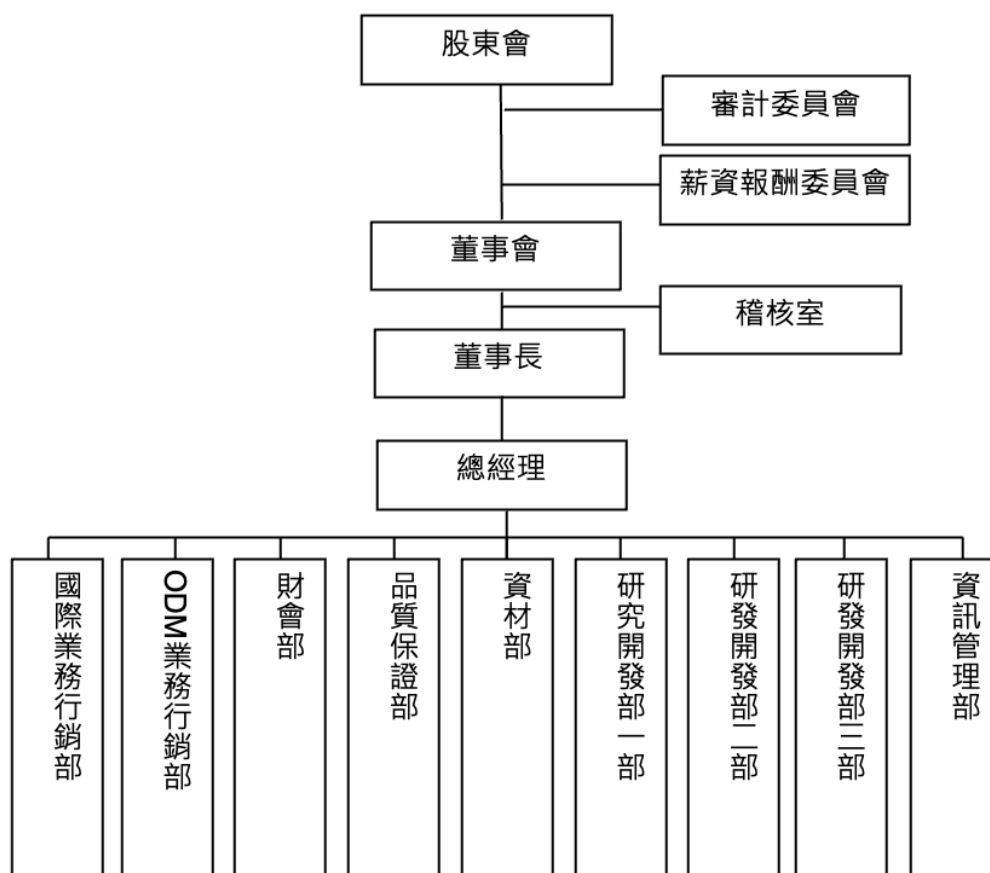 股東會
審計委員會
薪資報酬委員會
董事會
稽核室
董事長
總經理
國際業務行銷部
ODM業務行銷部
財會部
品質保證部
資材部
研究開發部一部
研發開發部二部
研發開發部三部
資訊管理部